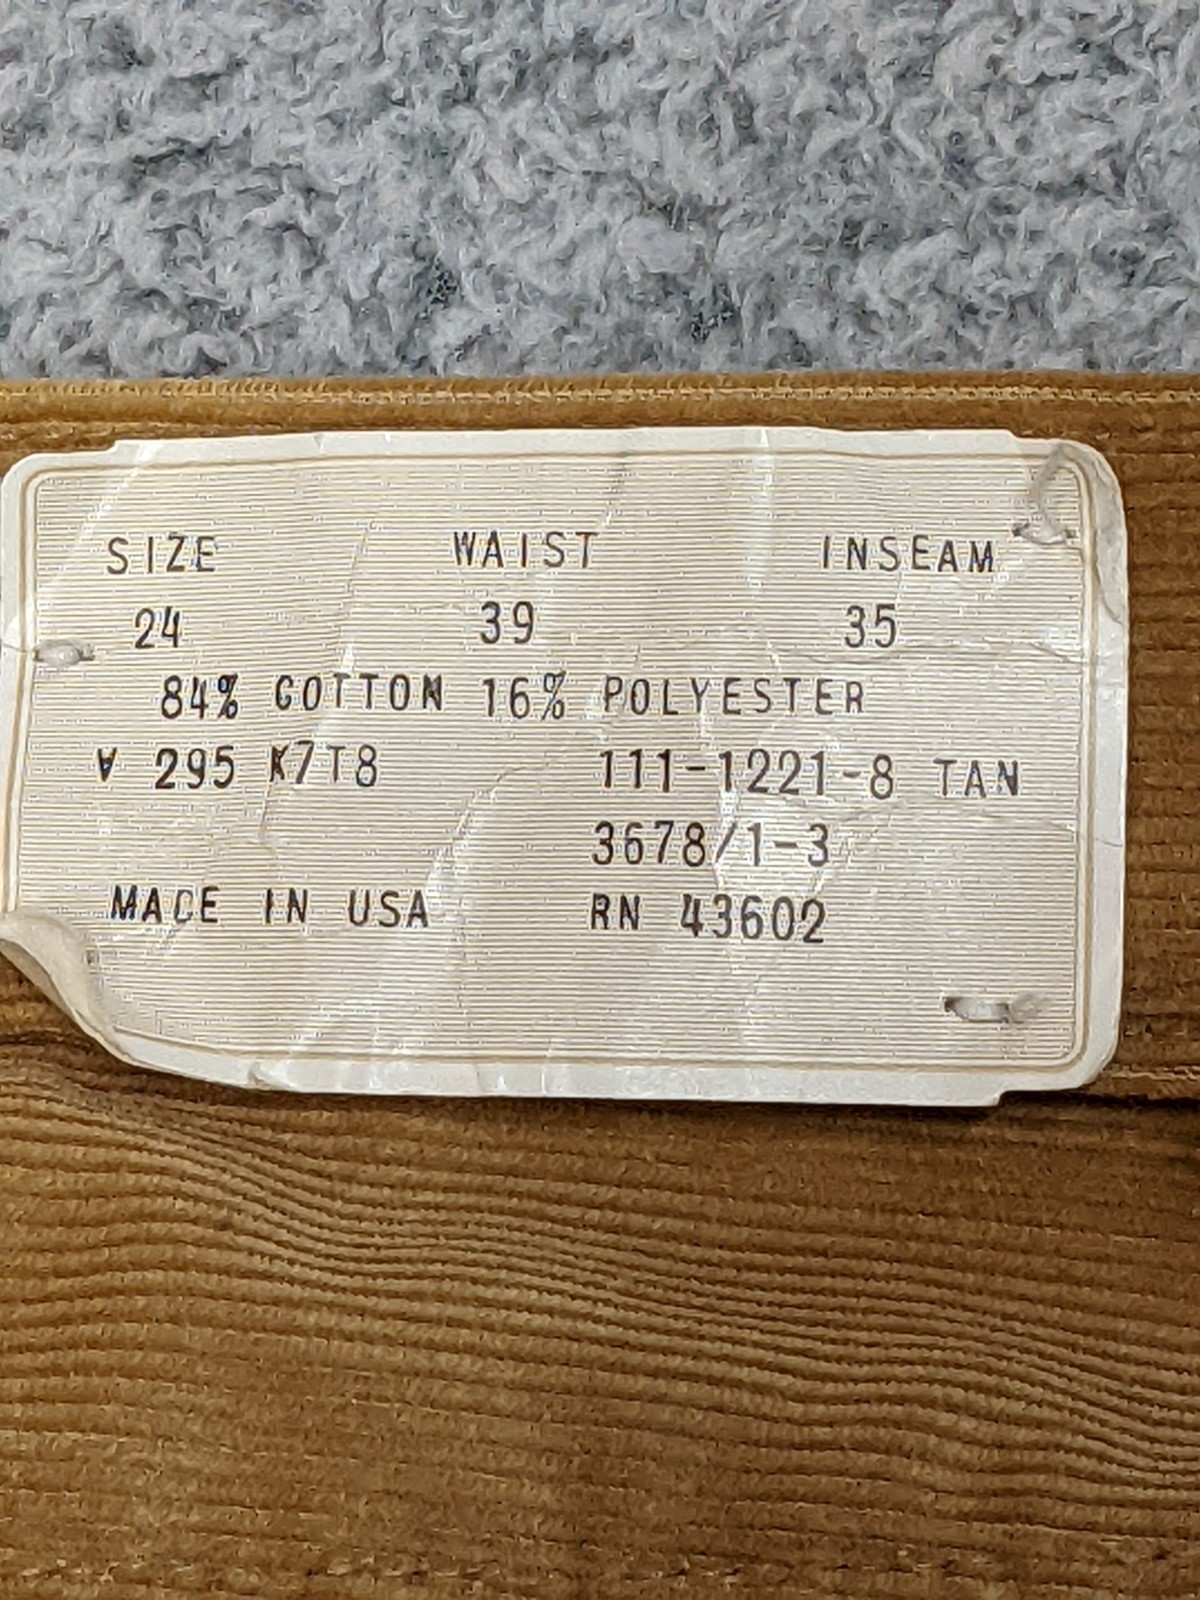 SIZE WAIST INSEAM
24 39 35
84% COTTON 16% POLYESTER
∀ 295 K7T8 111-1221-8 TAN
3678/1-3
MADE IN USA RN 43602